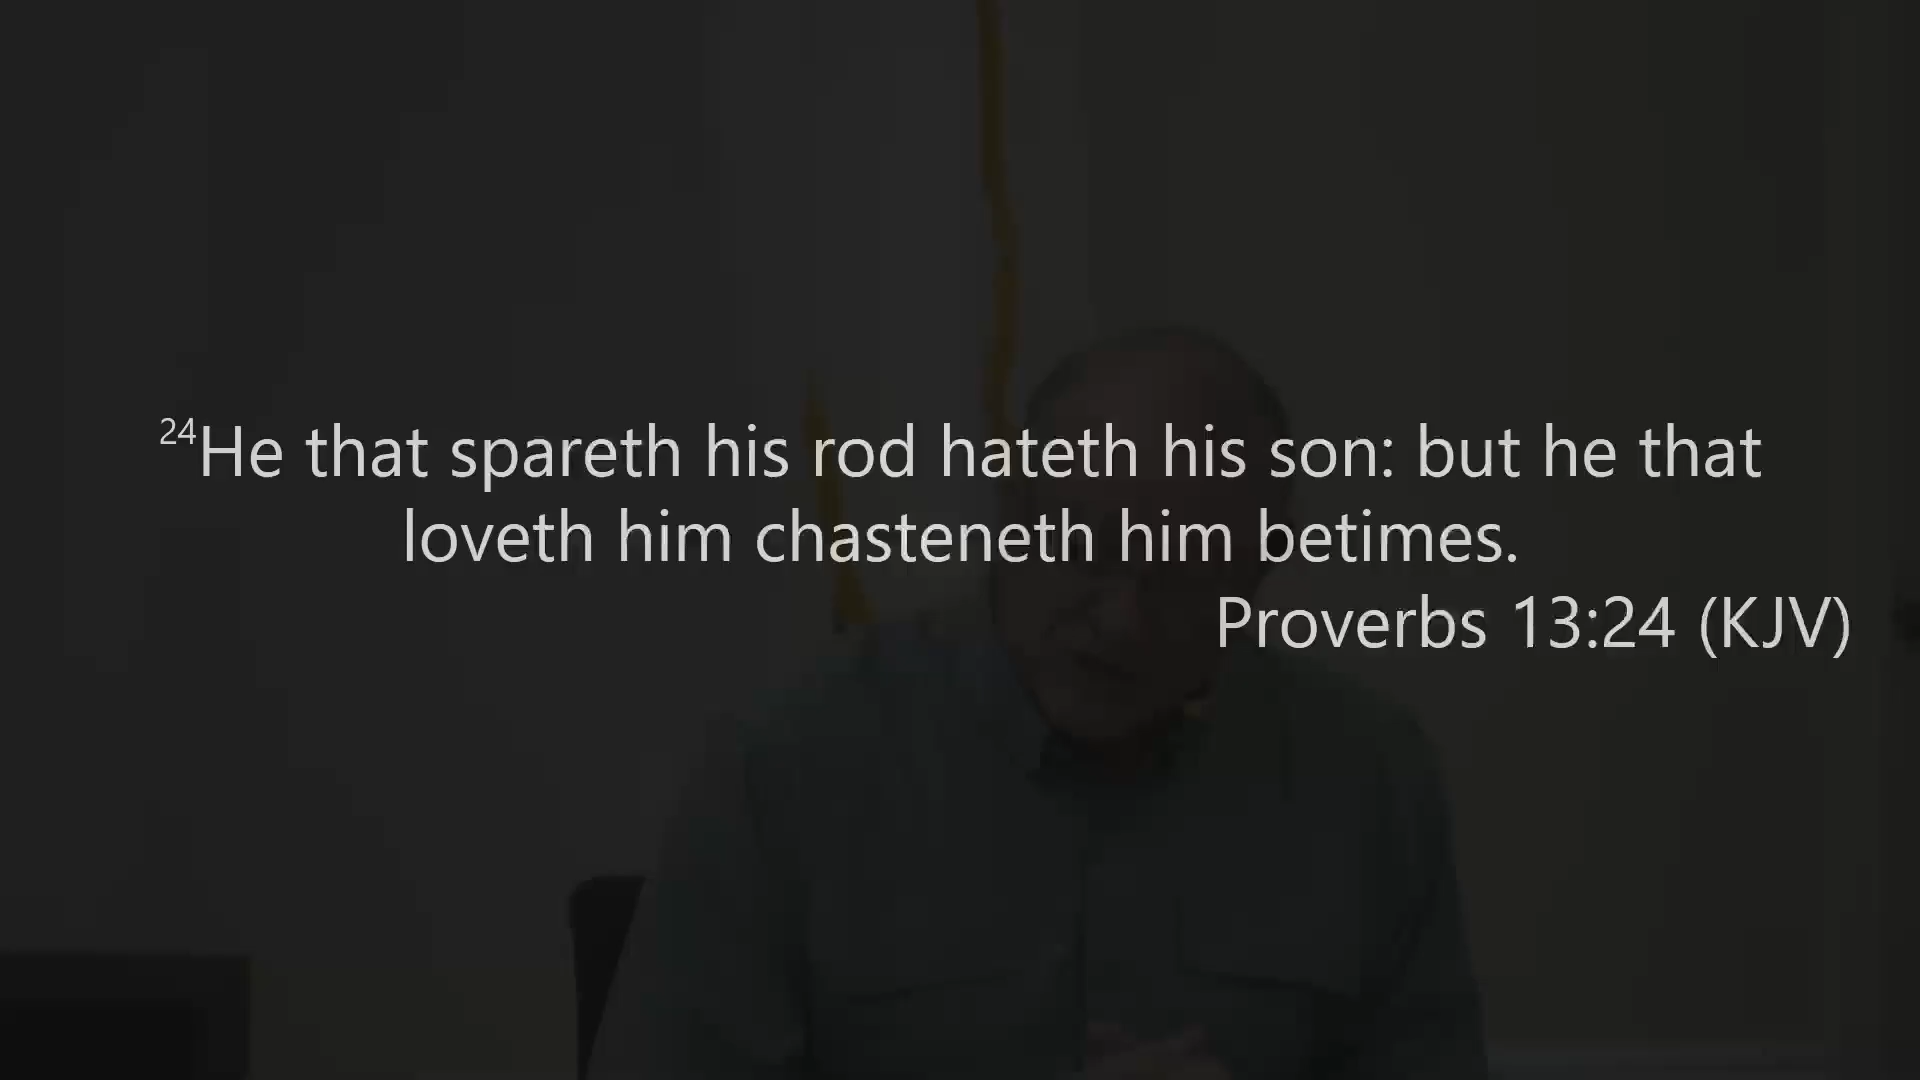 24He that spareth his rod hateth his son: but he that
loveth him chasteneth him betimes.
Proverbs 13:24 (KJV)